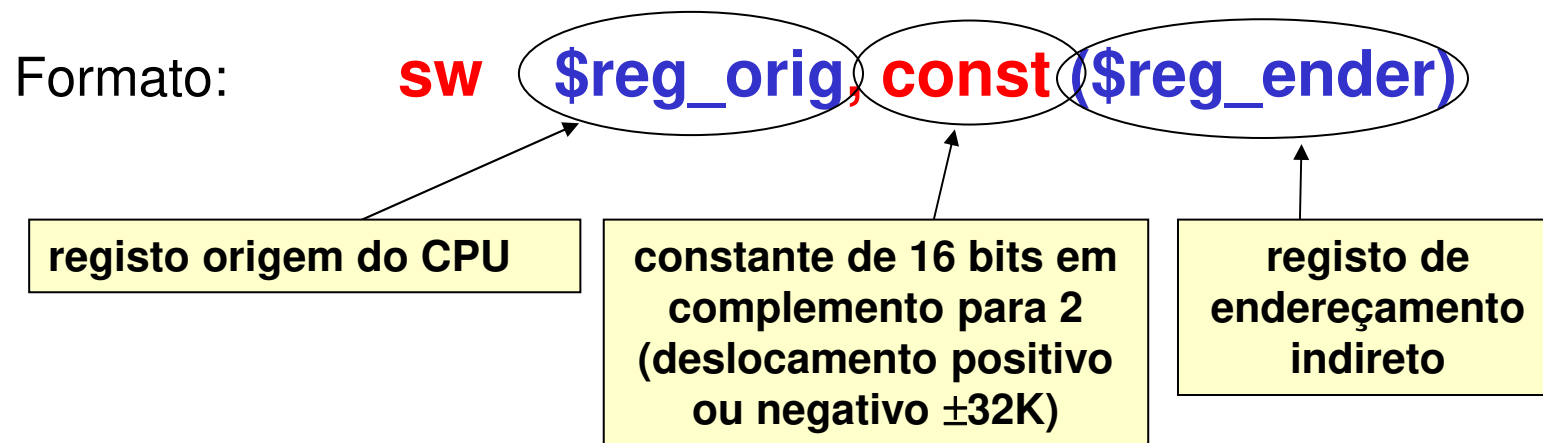 Formato: sw $reg_orig, const ($reg_ender)
registo origem do CPU
constante de 16 bits em
complemento para 2
(deslocamento positivo
ou negativo ±32K)
registo de
endereçamento
indireto